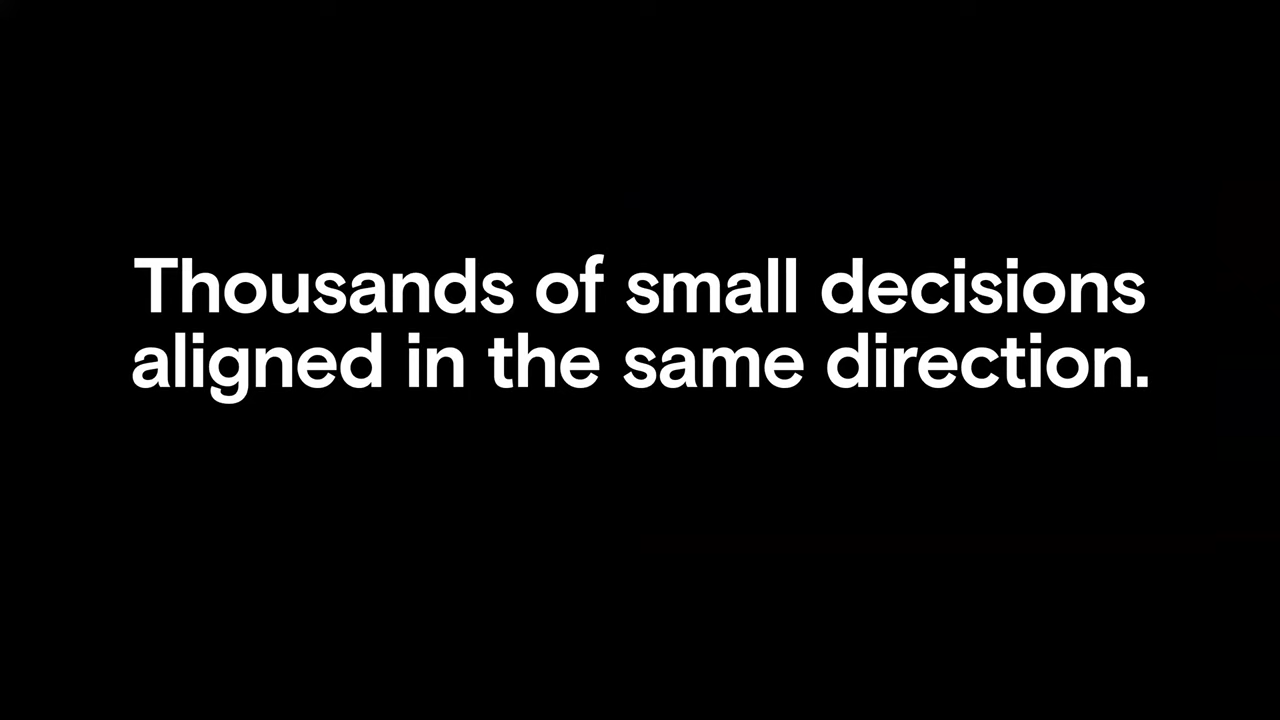 Thousands of small decisions
aligned in the same direction.